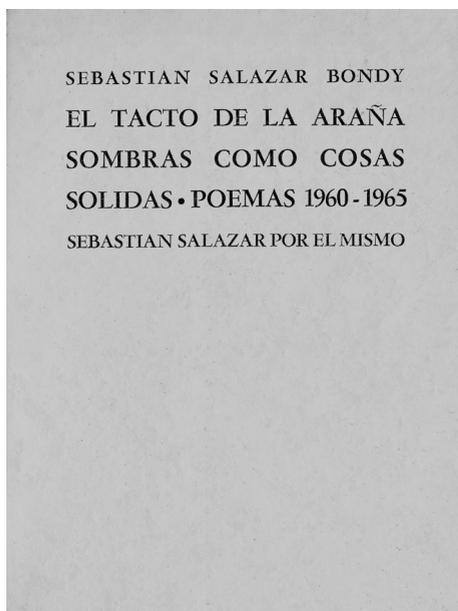 SEBASTIAN SALAZAR BONDY
EL TACTO DE LA ARAÑA
SOMBRAS COMO COSAS
SOLIDAS • POEMAS 1960-1965
SEBASTIAN SALAZAR POR EL MISMO